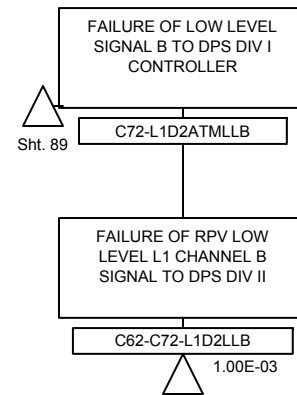 FAILURE OF LOW LEVEL
SIGNAL B TO DPS DIV I
CONTROLLER
Sht. 89
C72-L1D2ATMLLB
FAILURE OF RPV LOW
LEVEL L1 CHANNEL B
SIGNAL TO DPS DIV II
C62-C72-L1D2LLB
1.00E-03